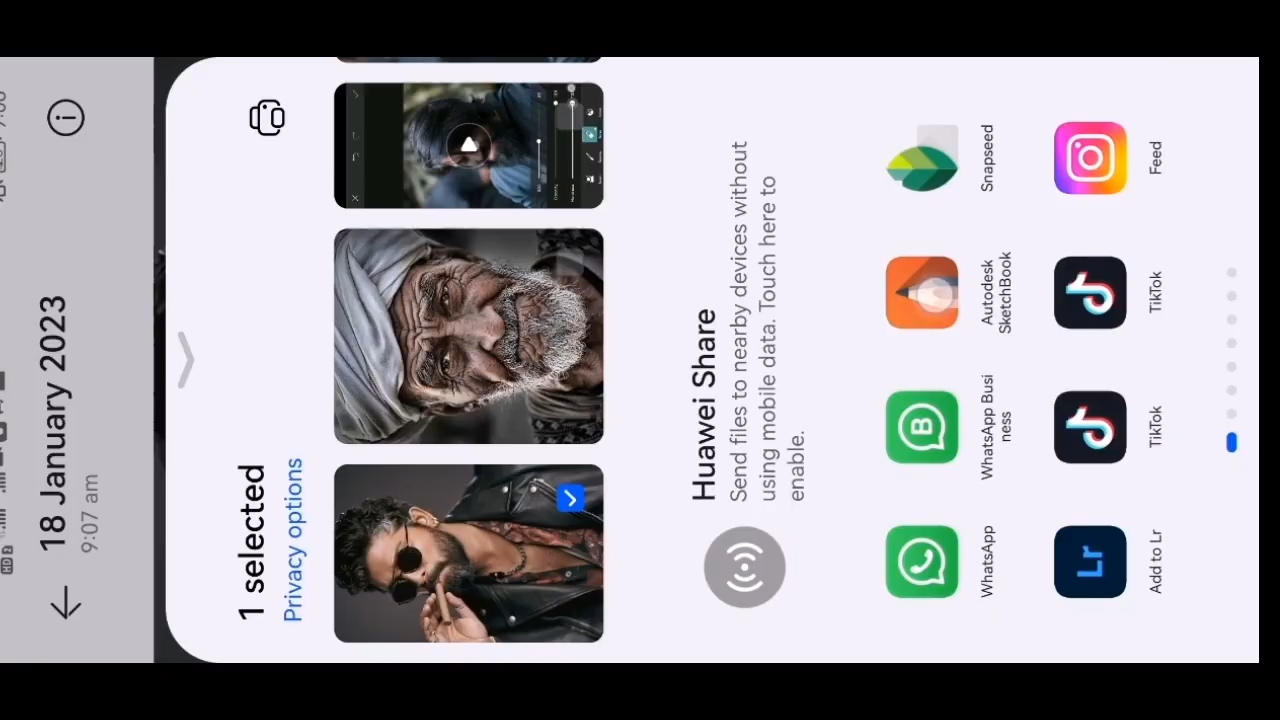 18 January 2023
9:07 am
1 selected
Privacy options
Huawei Share
Send files to nearby devices without
using mobile data. Touch here to
enable.
WhatsApp
WhatsApp Busi
ness
Autodesk
SketchBook
Snapseed
Lr
Add to Lr
TikTok
TikTok
Feed